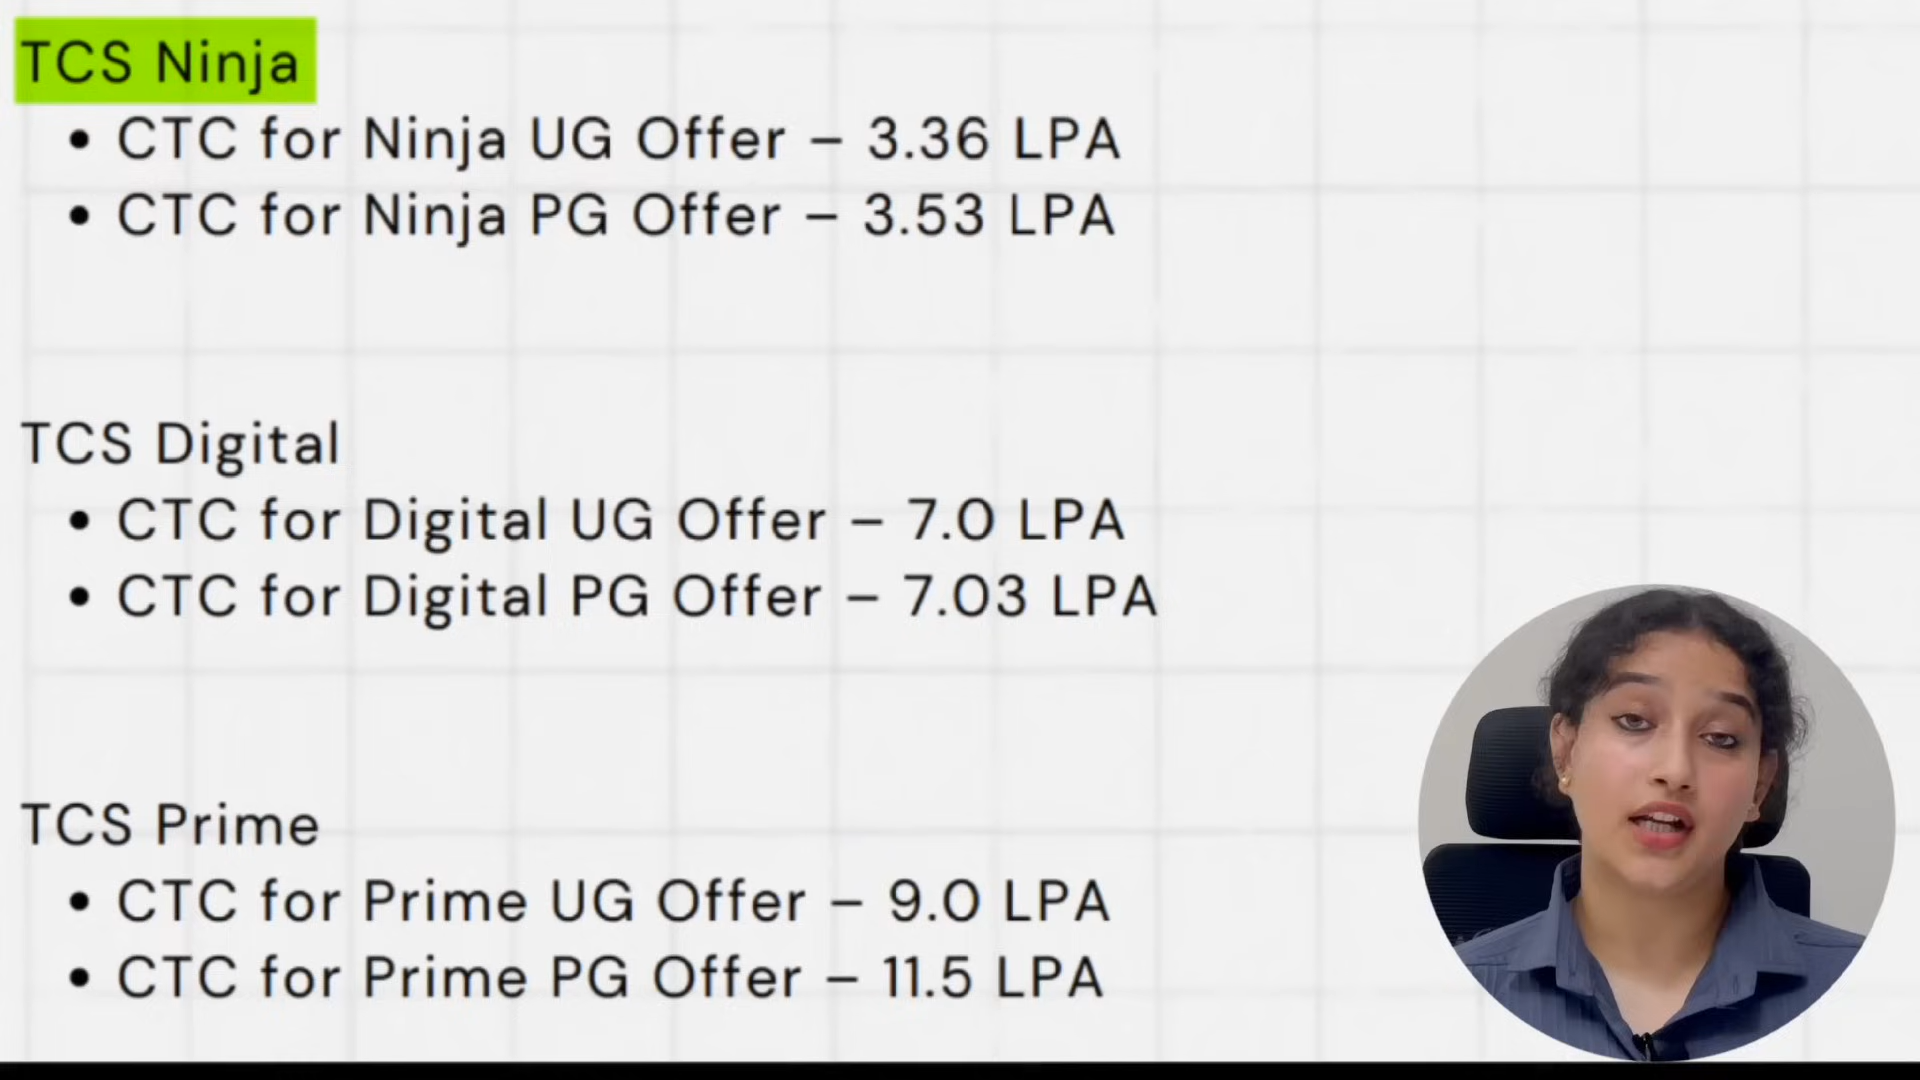 TCS Ninja
• CTC for Ninja UG Offer – 3.36 LPA
• CTC for Ninja PG Offer – 3.53 LPA
TCS Digital
• CTC for Digital UG Offer – 7.0 LPA
• CTC for Digital PG Offer – 7.03 LPA
TCS Prime
• CTC for Prime UG Offer – 9.0 LPA
• CTC for Prime PG Offer – 11.5 LPA